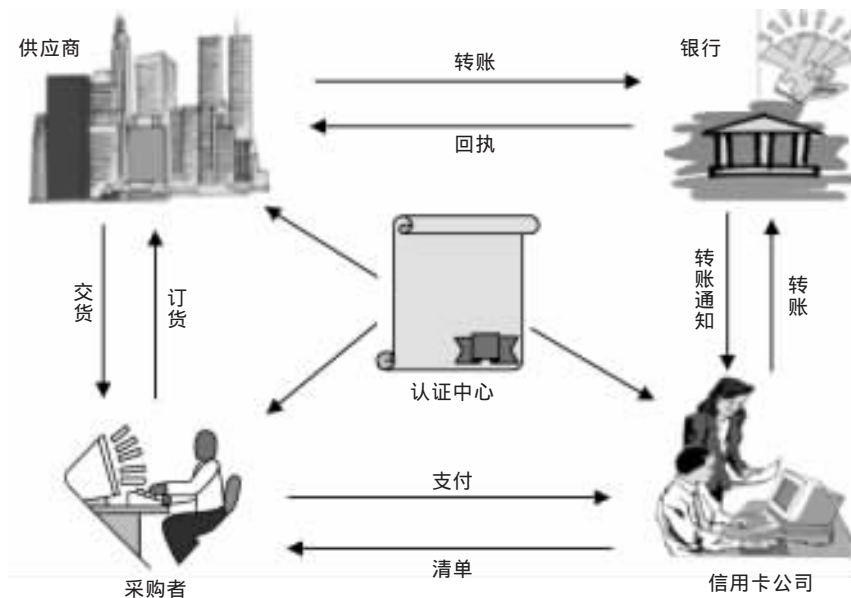 供应商
银行
转账
回执
交货
订货
转账通知
转账
认证中心
支付
清单
采购者
信用卡公司